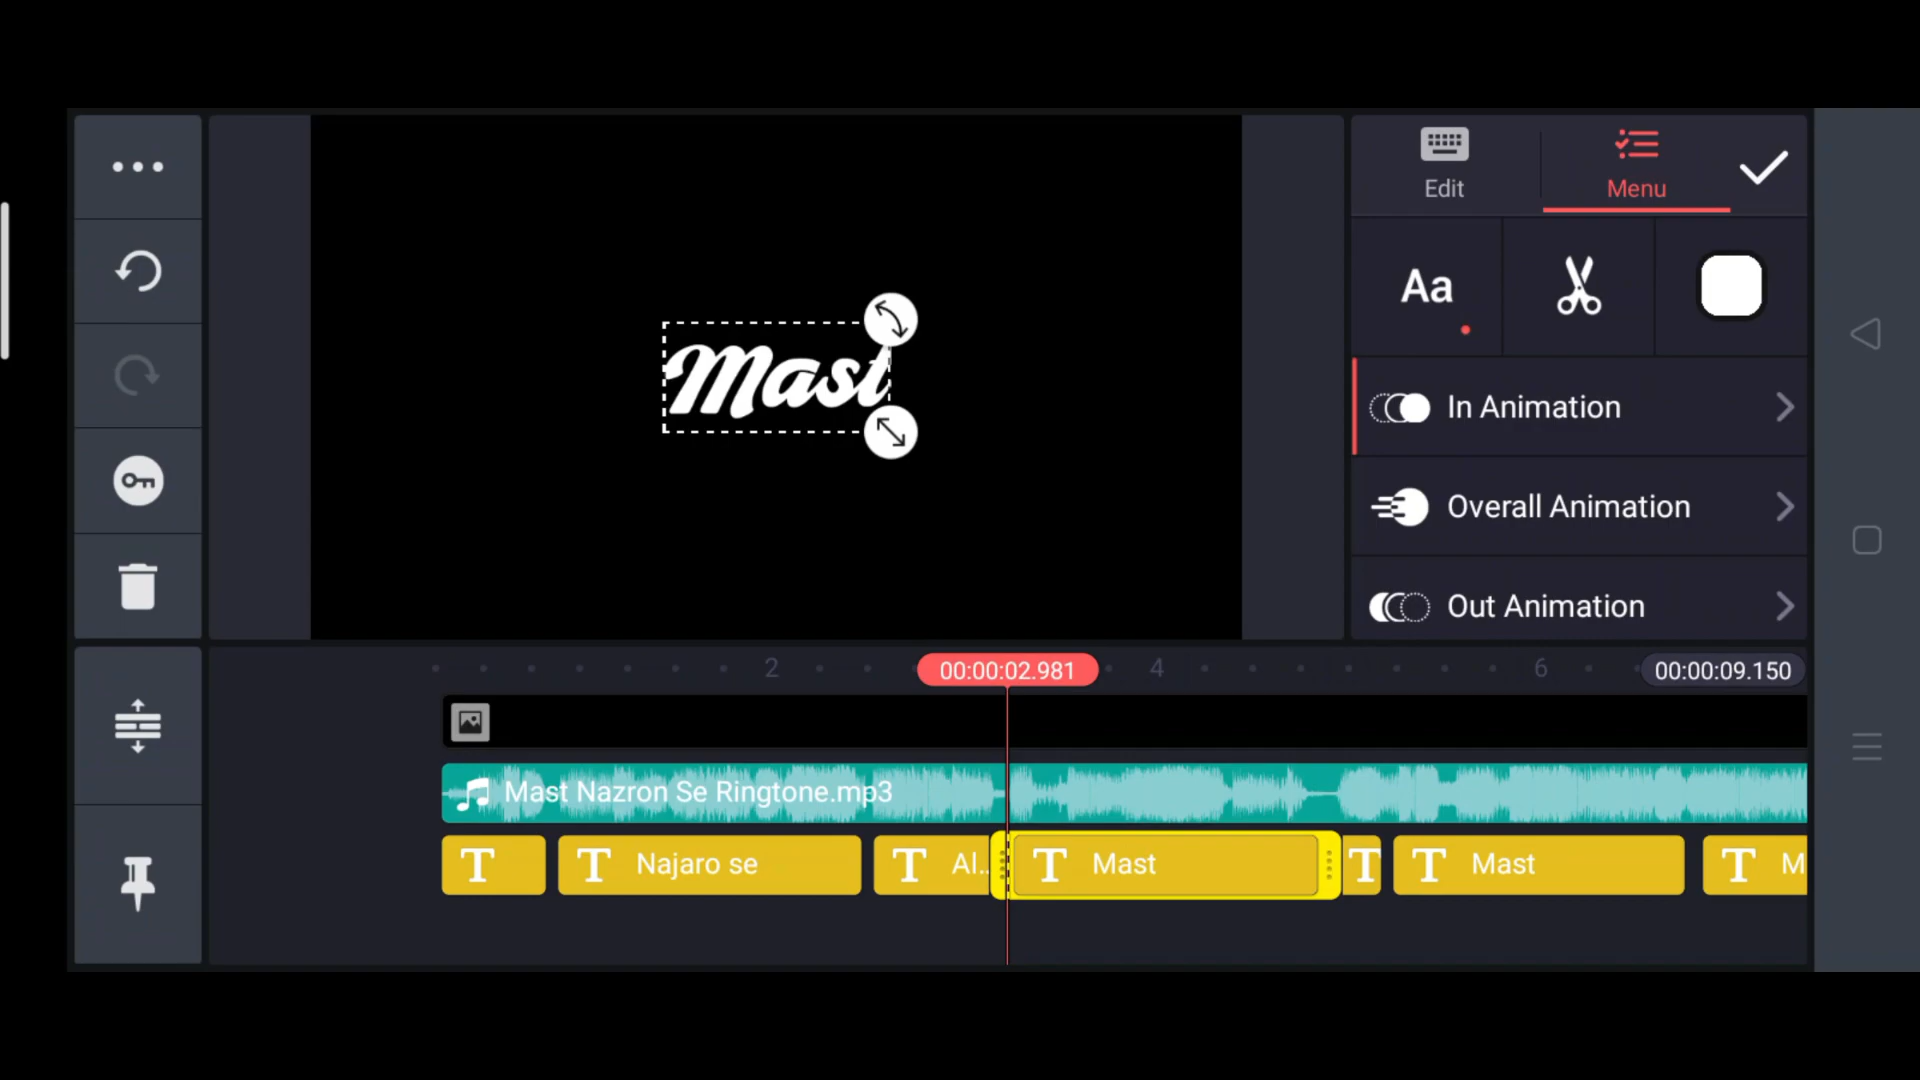 Edit
Menu
Mast
Aa
In Animation
Overall Animation
Out Animation
2
00:00:02.981
4
6
00:00:09.150
Mast Nazron Se Ringtone.mp3
T
T Najaro se
T Al..
T Mast
T
T Mast
T M